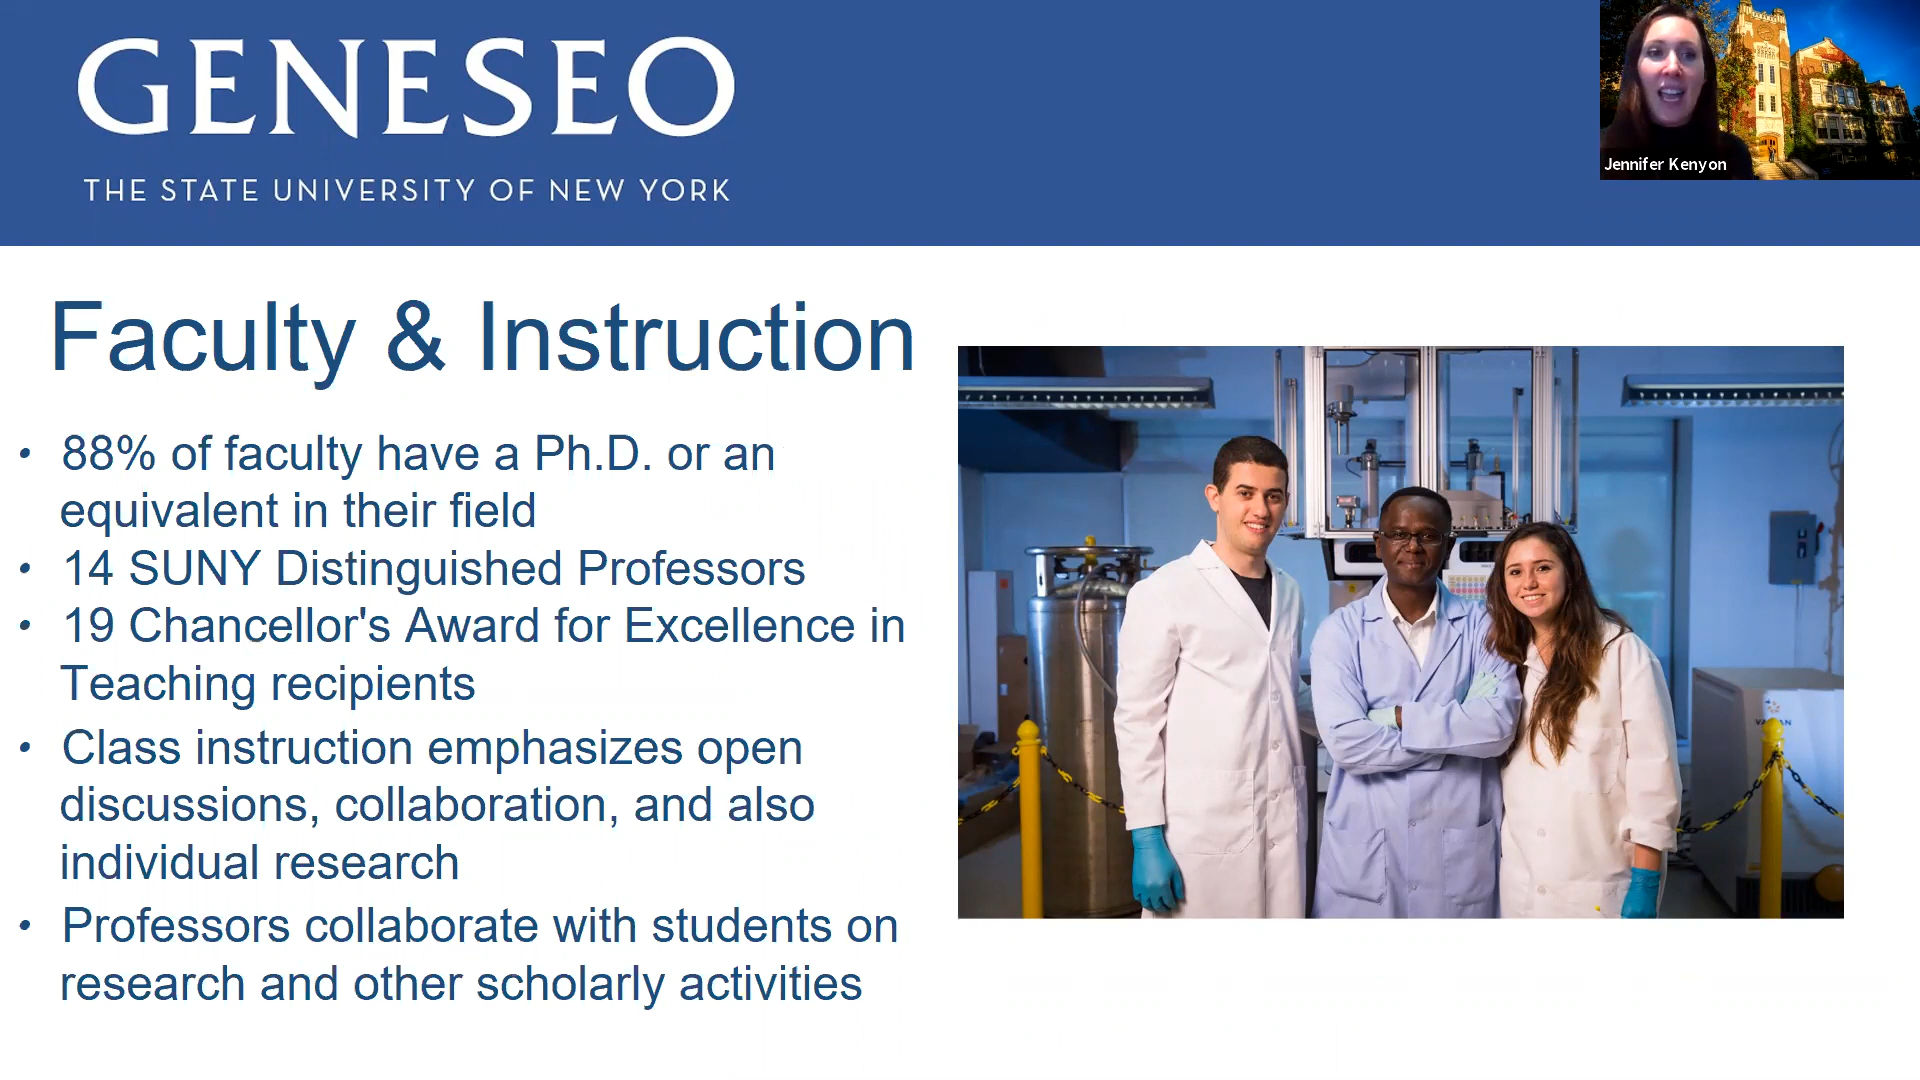 GENESEO
THE STATE UNIVERSITY OF NEW YORK
Jennifer Kenyon
Faculty & Instruction
• 88% of faculty have a Ph.D. or an
equivalent in their field
• 14 SUNY Distinguished Professors
• 19 Chancellor's Award for Excellence in
Teaching recipients
• Class instruction emphasizes open
discussions, collaboration, and also
individual research
• Professors collaborate with students on
research and other scholarly activities